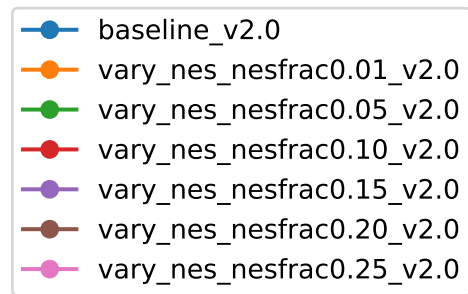 baseline_v2.0
vary_nes_nesfrac0.01_v2.0
vary_nes_nesfrac0.05_v2.0
vary_nes_nesfrac0.10_v2.0
vary_nes_nesfrac0.15_v2.0
vary_nes_nesfrac0.20_v2.0
vary_nes_nesfrac0.25_v2.0